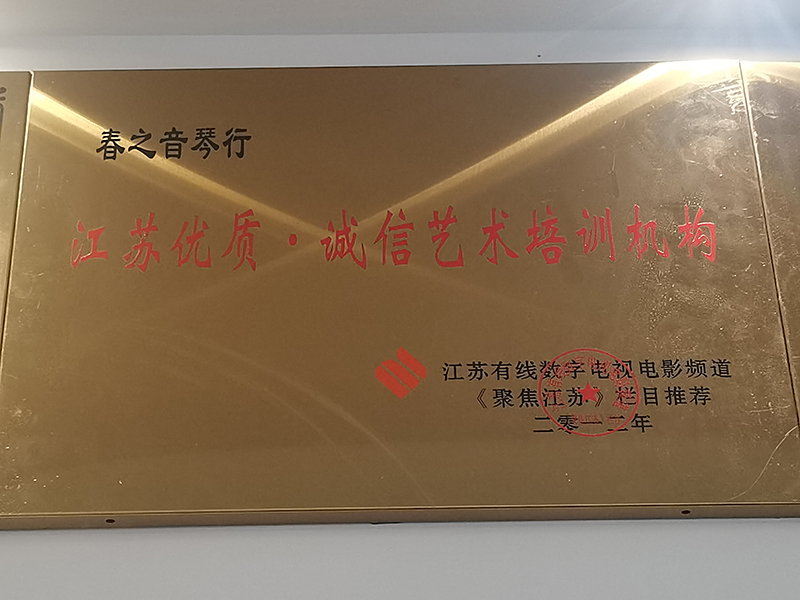 春之音琴行
江苏优质·诚信艺术培训机构
江苏有线数字电视电影频道
《聚焦江苏》栏目推荐
二零一二年